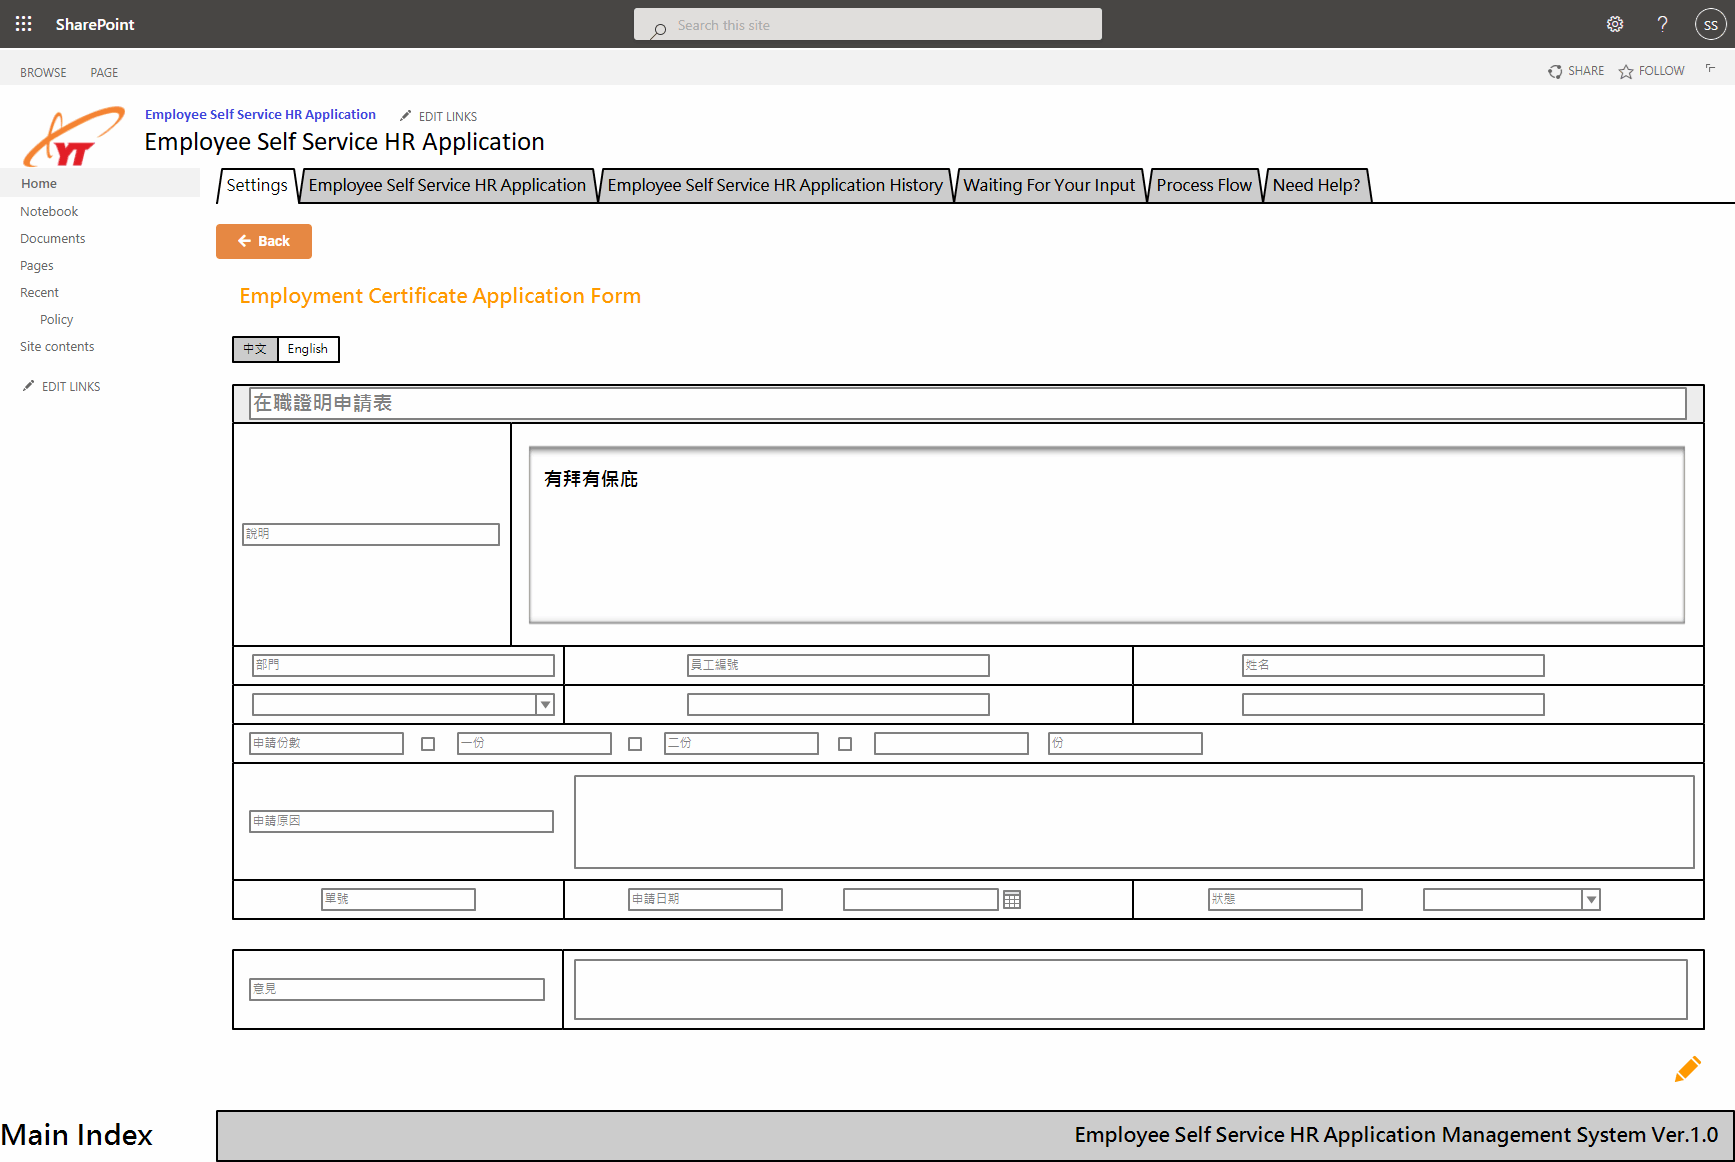 SharePoint
Search this site
SS
BROWSE PAGE
SHARE FOLLOW
YT
Employee Self Service HR Application
EDIT LINKS
Employee Self Service HR Application
Home
Notebook
Documents
Pages
Recent
Policy
Site contents
EDIT LINKS
Settings Employee Self Service HR Application Employee Self Service HR Application History Waiting For Your Input Process Flow Need Help?
Back
Employment Certificate Application Form
中文 English
在職證明申請表
說明
有拜有保庇
部門 員工編號 姓名
申請份數 一份 二份 份
申請原因
單號 申請日期 狀態
意見
Main Index
Employee Self Service HR Application Management System Ver.1.0